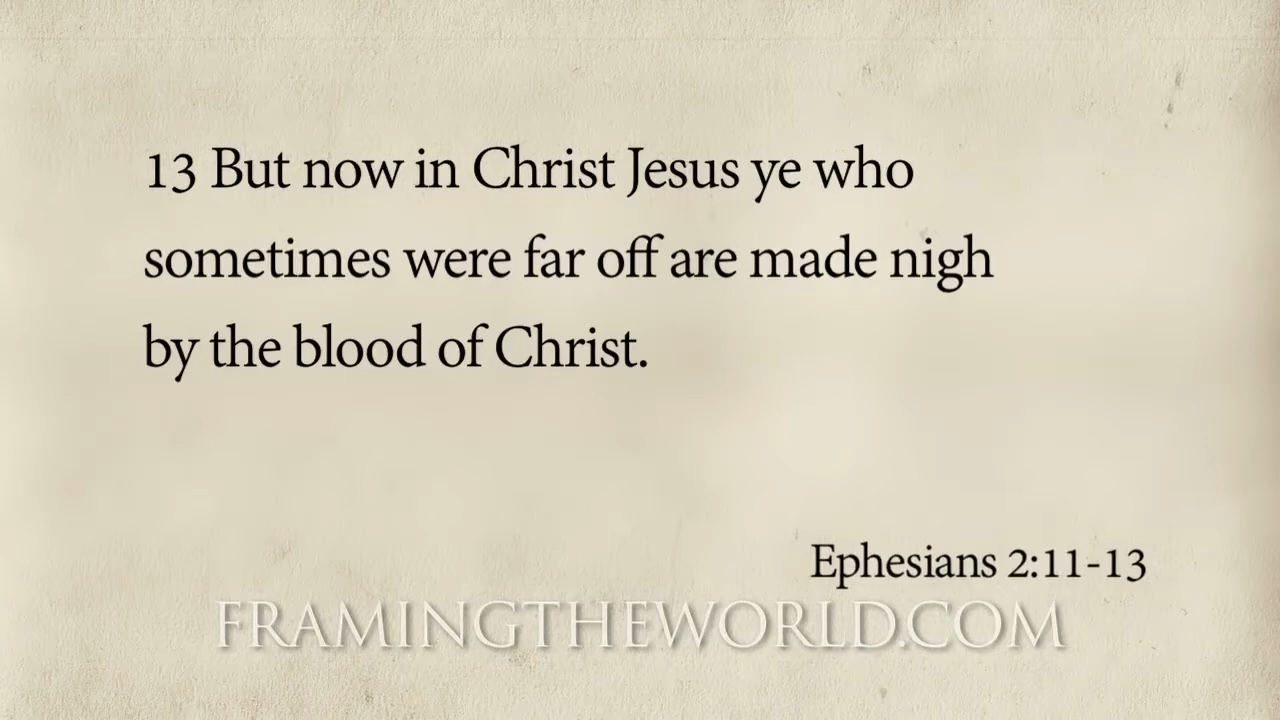 13 But now in Christ Jesus ye who
sometimes were far off are made nigh
by the blood of Christ.
Ephesians 2:11-13
FRAMINGTHEWORLD.COM